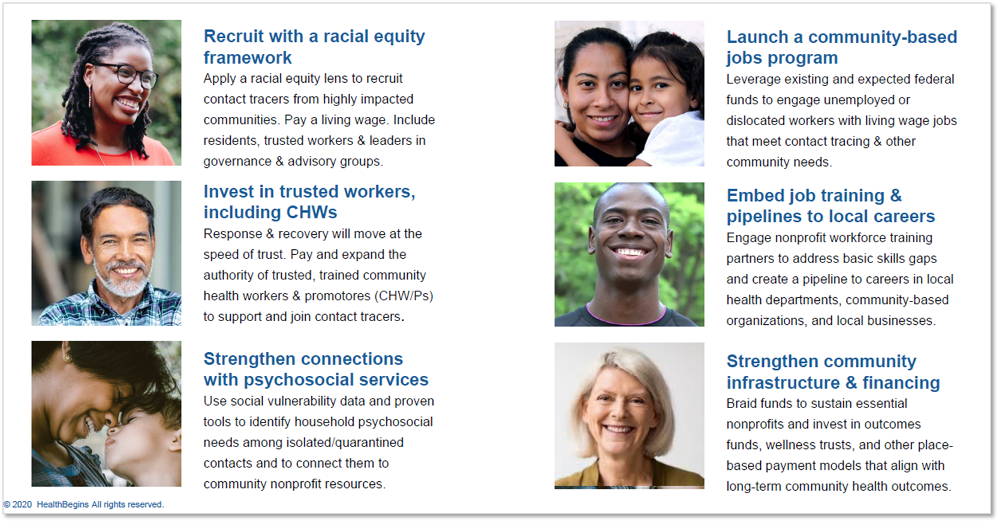 Recruit with a racial equity
framework
Apply a racial equity lens to recruit
contact tracers from highly impacted
communities. Pay a living wage. Include
residents, trusted workers & leaders in
governance & advisory groups.
Invest in trusted workers,
including CHWs
Response & recovery will move at the
speed of trust. Pay and expand the
authority of trusted, trained community
health workers & promotores (CHW/Ps)
to support and join contact tracers.
Strengthen connections
with psychosocial services
Use social vulnerability data and proven
tools to identify household psychosocial
needs among isolated/quarantined
contacts and to connect them to
community nonprofit resources.
Launch a community-based
jobs program
Leverage existing and expected federal
funds to engage unemployed or
dislocated workers with living wage jobs
that meet contact tracing & other
community needs.
Embed job training &
pipelines to local careers
Engage nonprofit workforce training
partners to address basic skills gaps
and create a pipeline to careers in local
health departments, community-based
organizations, and local businesses.
Strengthen community
infrastructure & financing
Braid funds to sustain essential
nonprofits and invest in outcomes
funds, wellness trusts, and other place-
based payment models that align with
long-term community health outcomes.
© 2020 HealthBegins All rights reserved.